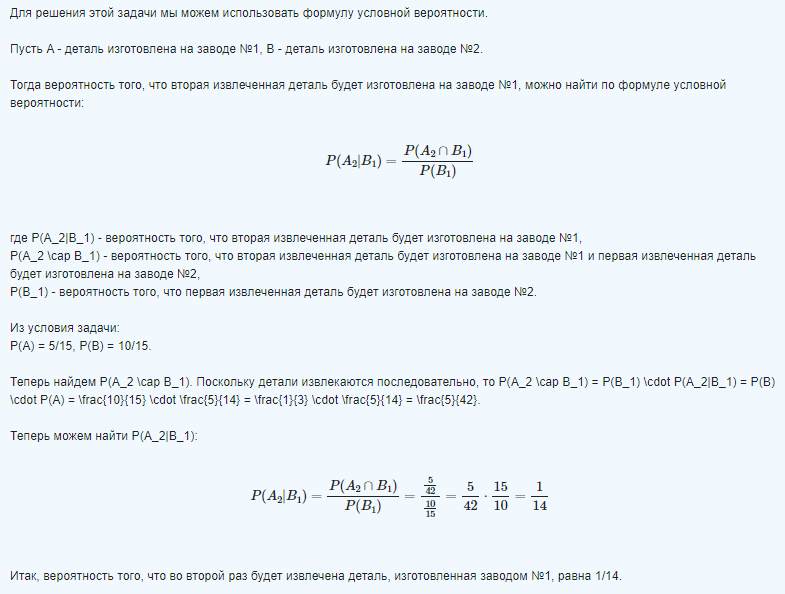 Для решения этой задачи мы можем использовать формулу условной вероятности.
Пусть A - деталь изготовлена на заводе №1, B - деталь изготовлена на заводе №2.
Тогда вероятность того, что вторая извлеченная деталь будет изготовлена на заводе №1, можно найти по формуле условной
вероятности:
P(A₂|B₁) = P(A₂ ∩ B₁) / P(B₁)
где P(A_2|B_1) - вероятность того, что вторая извлеченная деталь будет изготовлена на заводе №1,
P(A_2 \cap B_1) - вероятность того, что вторая извлеченная деталь будет изготовлена на заводе №1 и первая извлеченная деталь
будет изготовлена на заводе №2,
P(B_1) - вероятность того, что первая извлеченная деталь будет изготовлена на заводе №2.
Из условия задачи:
P(A) = 5/15, P(B) = 10/15.
Теперь найдем P(A_2 \cap B_1). Поскольку детали извлекаются последовательно, то P(A_2 \cap B_1) = P(B_1) \cdot P(A_2|B_1) = P(B)
\cdot P(A) = \frac{10}{15} \cdot \frac{5}{14} = \frac{1}{3} \cdot \frac{5}{14} = \frac{5}{42}.
Теперь можем найти P(A_2|B_1):
P(A₂|B₁) = P(A₂ ∩ B₁) / P(B₁) = (5/42) / (10/15) = 5/42 · 15/10 = 1/14
Итак, вероятность того, что во второй раз будет извлечена деталь, изготовленная заводом №1, равна 1/14.